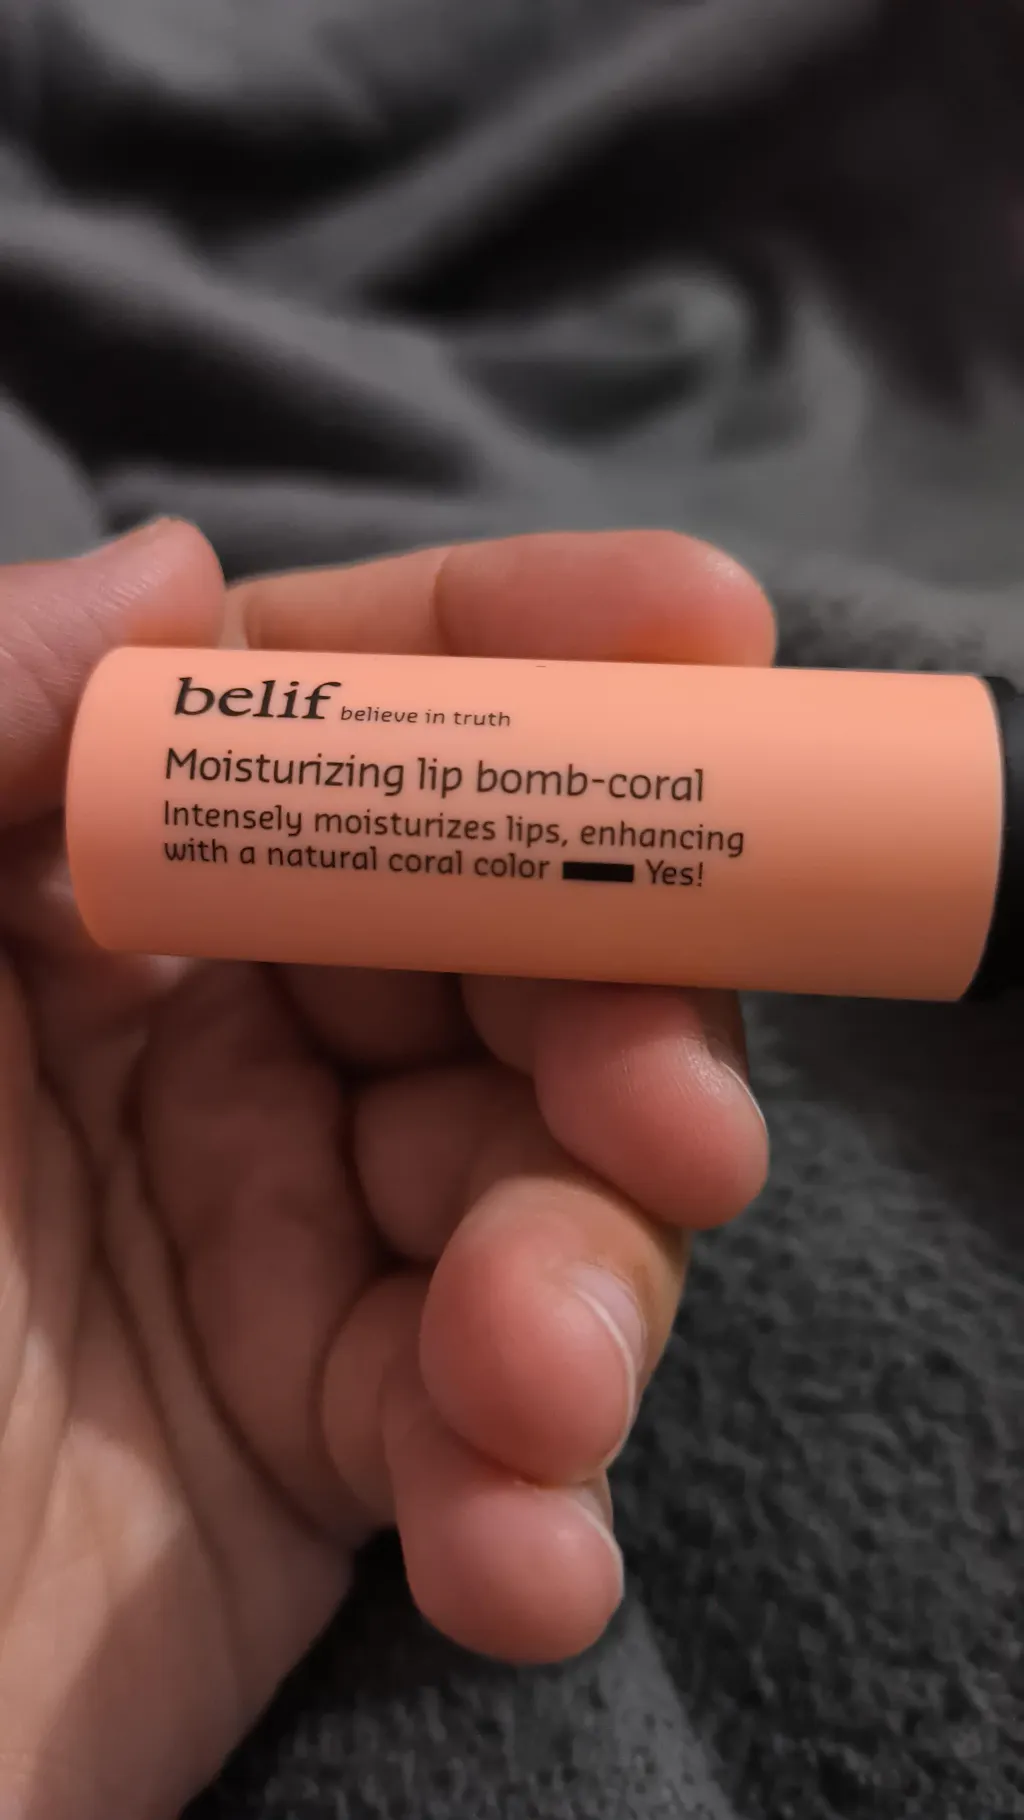 belif believe in truth
Moisturizing lip bomb-coral
Intensely moisturizes lips, enhancing
with a natural coral color Yes!